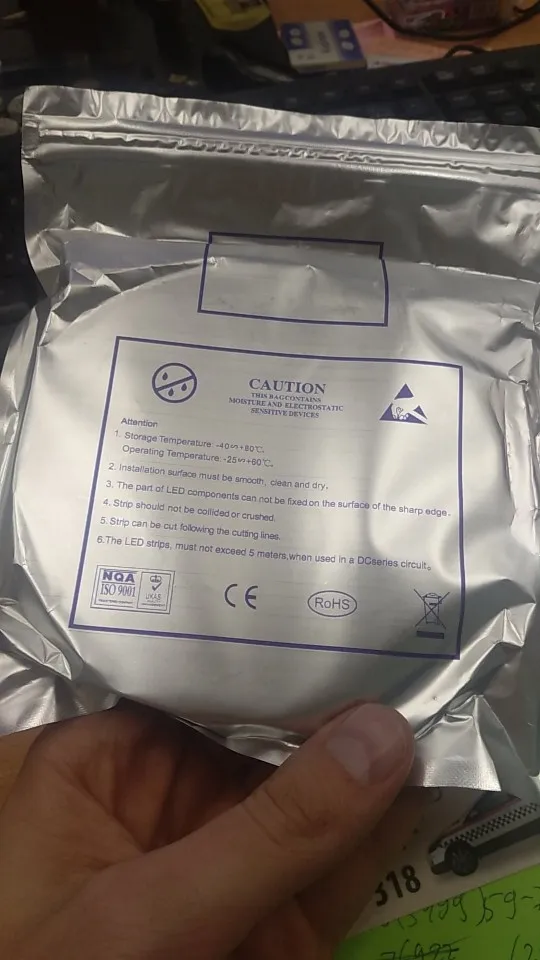 CAUTION
THIS BAG CONTAINS
MOISTURE AND ELECTROSTATIC
SENSITIVE DEVICES
Attention
1. Storage Temperature: -40∽+80℃.
Operating Temperature: -25∽+60℃.
2. Installation surface must be smooth, clean and dry.
3. The part of LED components can not be fixed on the surface of the sharp edge.
4. Strip should not be collided or crushed.
5. Strip can be cut following the cutting lines.
6.The LED strips, must not exceed 5 meters,when used in a DCseries circuit。
NQA
ISO 9001
UKAS
CE
RoHS
318